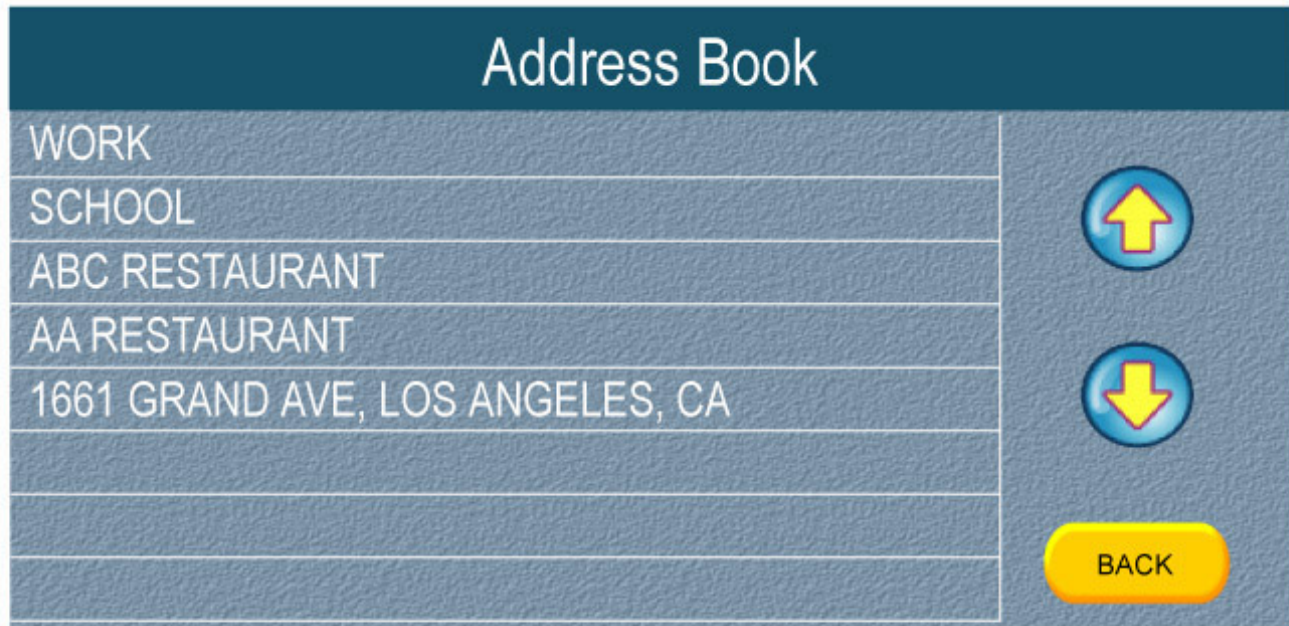 Address Book
WORK
SCHOOL
ABC RESTAURANT
AA RESTAURANT
1661 GRAND AVE, LOS ANGELES, CA
BACK